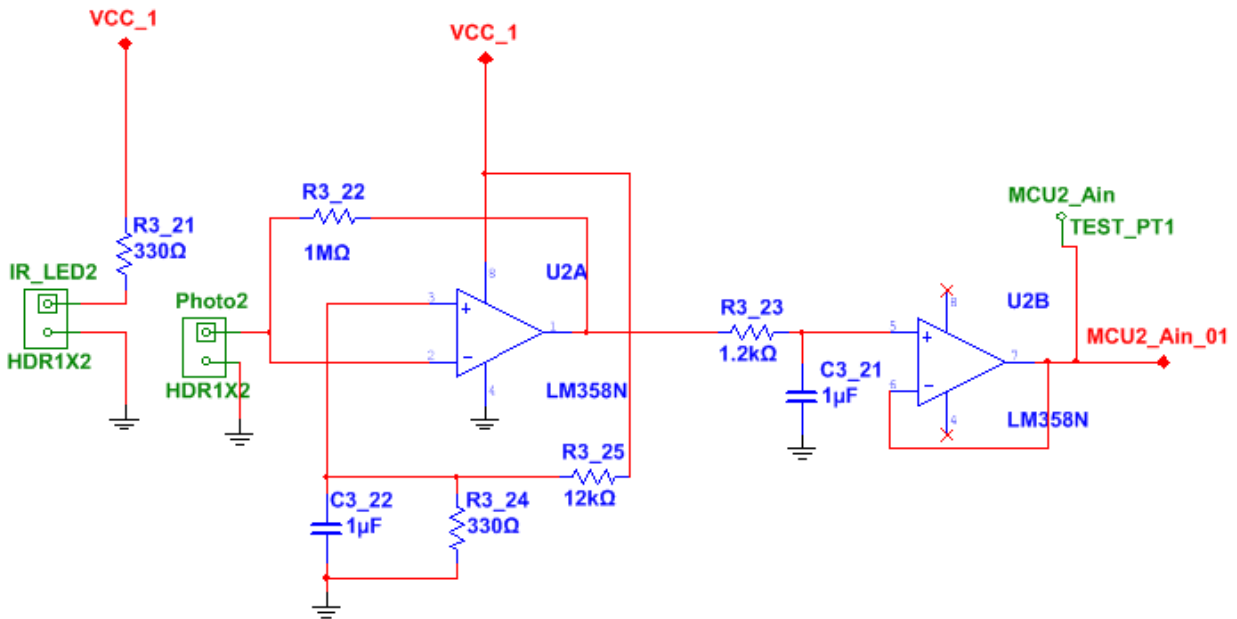 VCC_1
VCC_1
R3_21
330Ω
IR_LED2
HDR1X2
Photo2
HDR1X2
R3_22
1MΩ
8
U2A
3
+
1
2
−
4
LM358N
R3_25
12kΩ
C3_22
1µF
R3_24
330Ω
R3_23
1.2kΩ
C3_21
1µF
MCU2_Ain
TEST_PT1
8
U2B
5
+
7
6
−
4
LM358N
MCU2_Ain_01